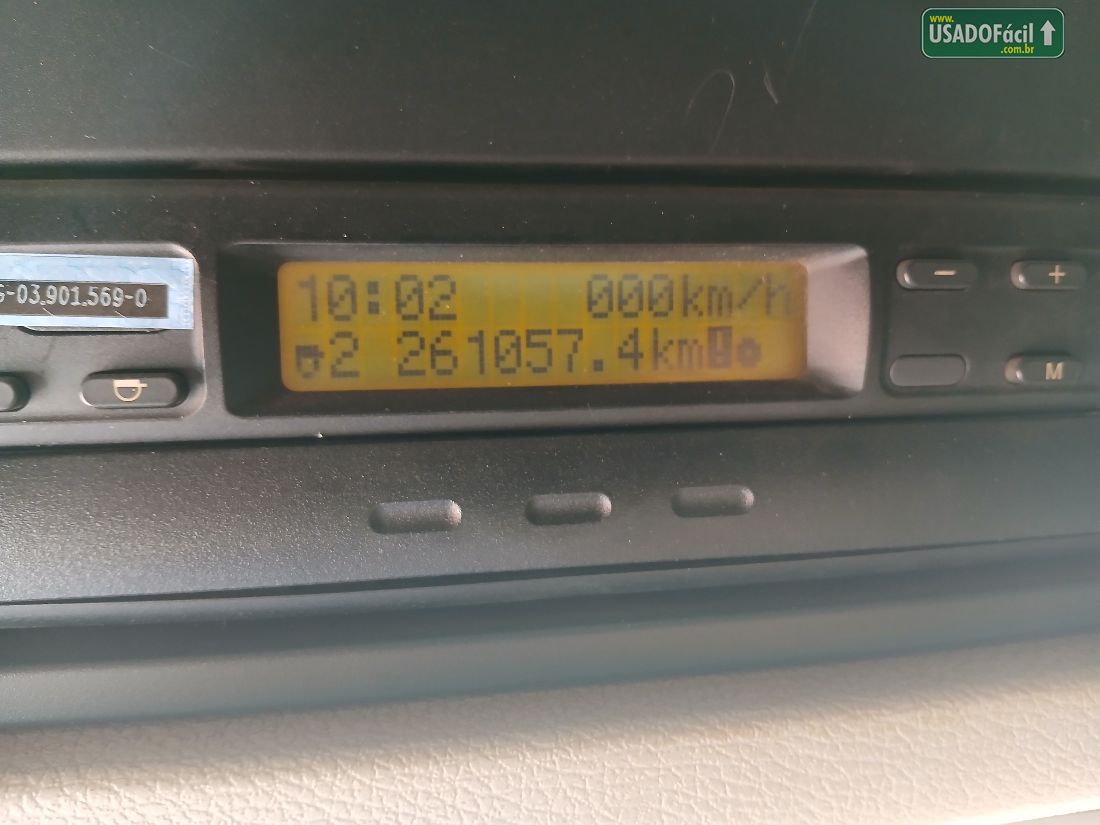 www.
USADOFácil
.com.br
-03.901.569-0
10:02 000km/h
2 261057.4km
- +
M